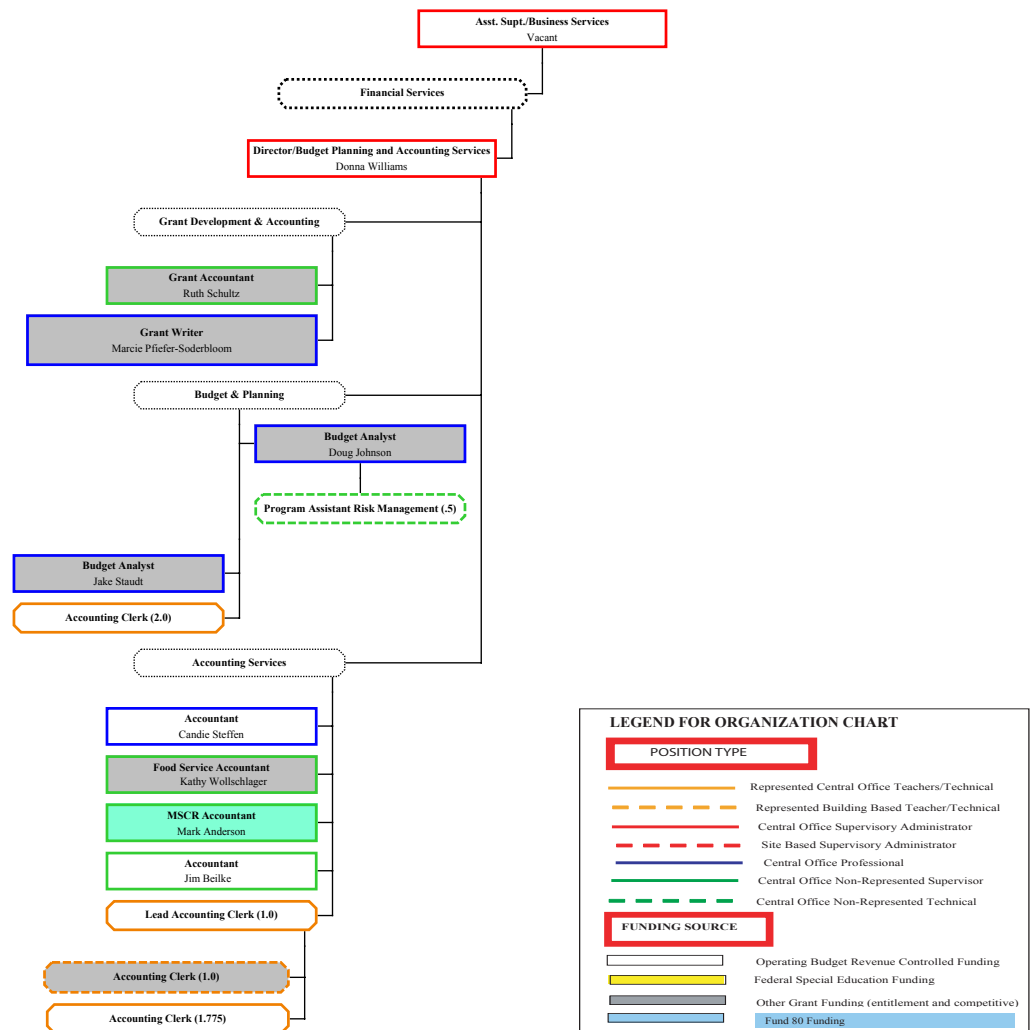 Asst. Supt./Business Services
Vacant
Financial Services
Director/Budget Planning and Accounting Services
Donna Williams
Grant Development & Accounting
Grant Accountant
Ruth Schultz
Grant Writer
Marcie Pfiefer-Soderbloom
Budget & Planning
Budget Analyst
Doug Johnson
Program Assistant Risk Management (.5)
Budget Analyst
Jake Staudt
Accounting Clerk (2.0)
Accounting Services
Accountant
Candie Steffen
Food Service Accountant
Kathy Wollschlager
MSCR Accountant
Mark Anderson
Accountant
Jim Beilke
Lead Accounting Clerk (1.0)
Accounting Clerk (1.0)
Accounting Clerk (1.775)
LEGEND FOR ORGANIZATION CHART
POSITION TYPE
Represented Central Office Teachers/Technical
Represented Building Based Teacher/Technical
Central Office Supervisory Administrator
Site Based Supervisory Administrator
Central Office Professional
Central Office Non-Represented Supervisor
Central Office Non-Represented Technical
FUNDING SOURCE
Operating Budget Revenue Controlled Funding
Federal Special Education Funding
Other Grant Funding (entitlement and competitive)
Fund 80 Funding